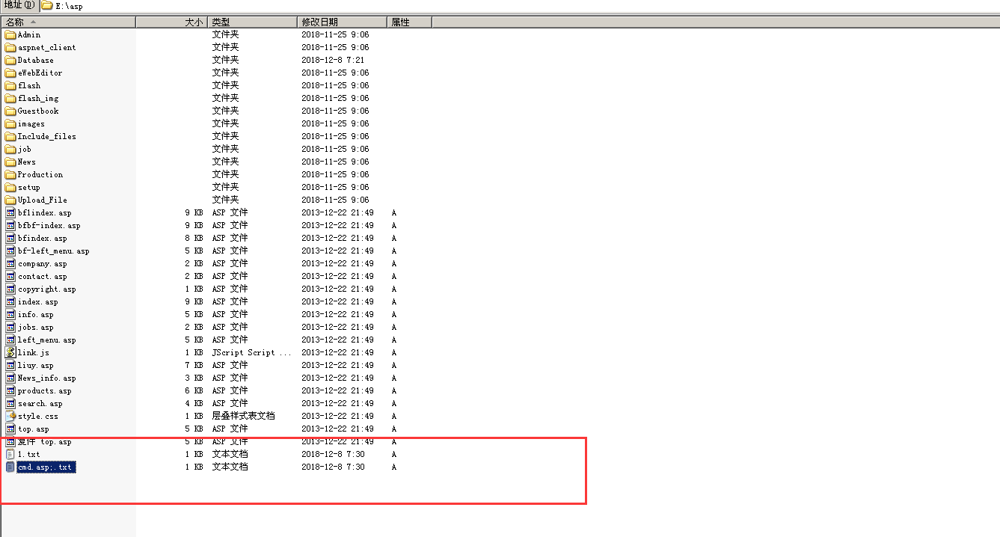 地址(D) E:\asp
名称 大小 类型 修改日期 属性
Admin 文件夹 2018-11-25 9:06
aspnet_client 文件夹 2018-11-25 9:06
Database 文件夹 2018-12-8 7:21
eWebEditor 文件夹 2018-11-25 9:06
flash 文件夹 2018-11-25 9:06
flash_img 文件夹 2018-11-25 9:06
Guestbook 文件夹 2018-11-25 9:06
images 文件夹 2018-11-25 9:06
Include_files 文件夹 2018-11-25 9:06
job 文件夹 2018-11-25 9:06
News 文件夹 2018-11-25 9:06
Production 文件夹 2018-11-25 9:06
setup 文件夹 2018-11-25 9:06
Upload_File 文件夹 2018-11-25 9:06
bf1index.asp 9 KB ASP 文件 2013-12-22 21:49 A
bfbf-index.asp 9 KB ASP 文件 2013-12-22 21:49 A
bfindex.asp 8 KB ASP 文件 2013-12-22 21:49 A
bf-left_menu.asp 5 KB ASP 文件 2013-12-22 21:49 A
company.asp 2 KB ASP 文件 2013-12-22 21:49 A
contact.asp 2 KB ASP 文件 2013-12-22 21:49 A
copyright.asp 1 KB ASP 文件 2013-12-22 21:49 A
index.asp 9 KB ASP 文件 2013-12-22 21:49 A
info.asp 5 KB ASP 文件 2013-12-22 21:49 A
jobs.asp 2 KB ASP 文件 2013-12-22 21:49 A
left_menu.asp 5 KB ASP 文件 2013-12-22 21:49 A
link.js 1 KB JScript Script ... 2013-12-22 21:49 A
liuy.asp 7 KB ASP 文件 2013-12-22 21:49 A
News_info.asp 3 KB ASP 文件 2013-12-22 21:49 A
products.asp 6 KB ASP 文件 2013-12-22 21:49 A
search.asp 4 KB ASP 文件 2013-12-22 21:49 A
style.css 1 KB 层叠样式表文档 2013-12-22 21:49 A
top.asp 5 KB ASP 文件 2013-12-22 21:49 A
复件 top.asp 5 KB ASP 文件 2013-12-22 21:49 A
1.txt 1 KB 文本文档 2018-12-8 7:30 A
cmd.asp;.txt 1 KB 文本文档 2018-12-8 7:30 A